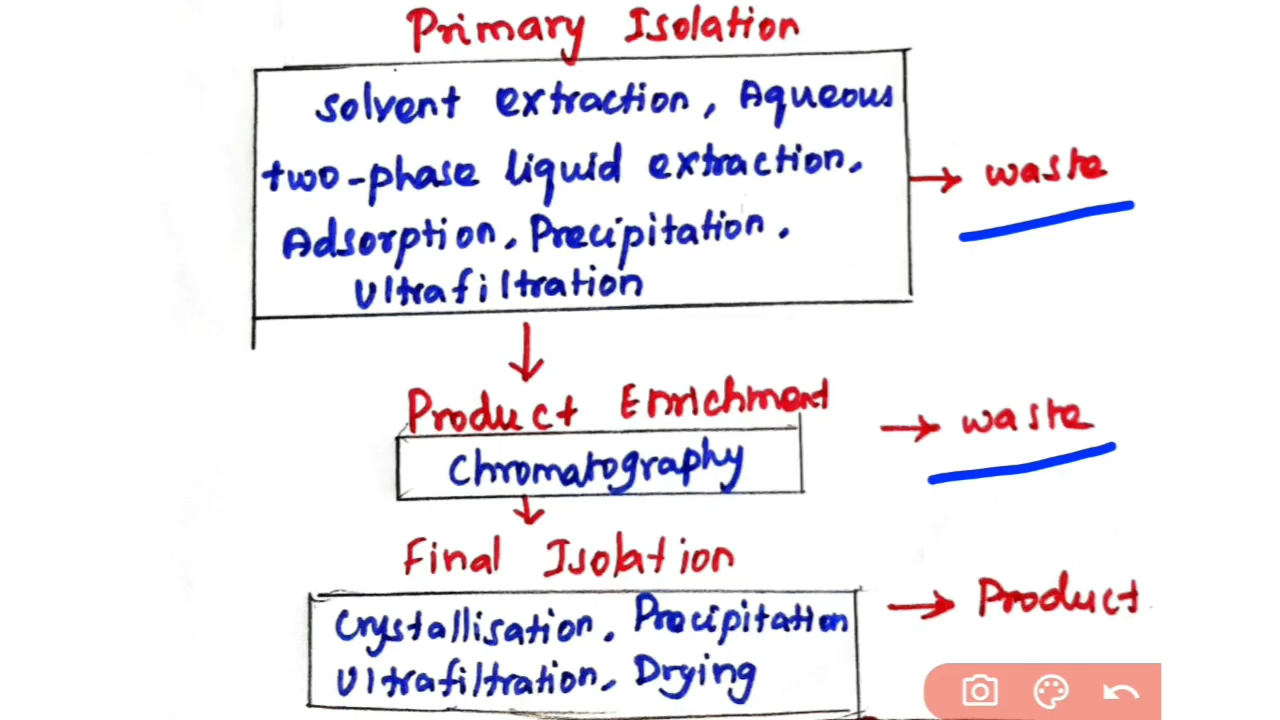 Primary Isolation
solvent extraction, Aqueous
two-phase liquid extraction,
→ waste
Adsorption, Precipitation,
Ultrafiltration
Product Enrichment
→ waste
Chromatography
Final Isolation
→ Product
Crystallisation, Precipitation
Ultrafiltration, Drying